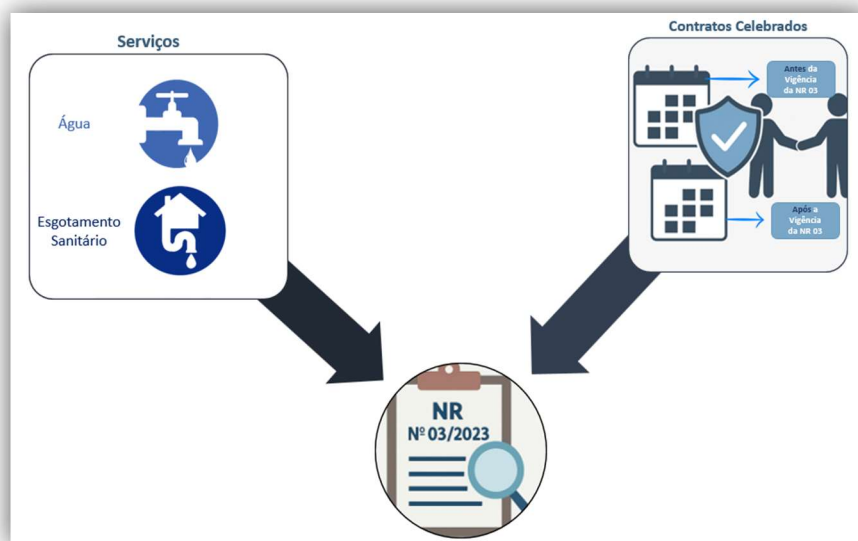 Serviços
Água
Esgotamento
Sanitário
Contratos Celebrados
Antes da
Vigência
da NR 03
Após a
Vigência
da NR 03
NR
Nº 03/2023